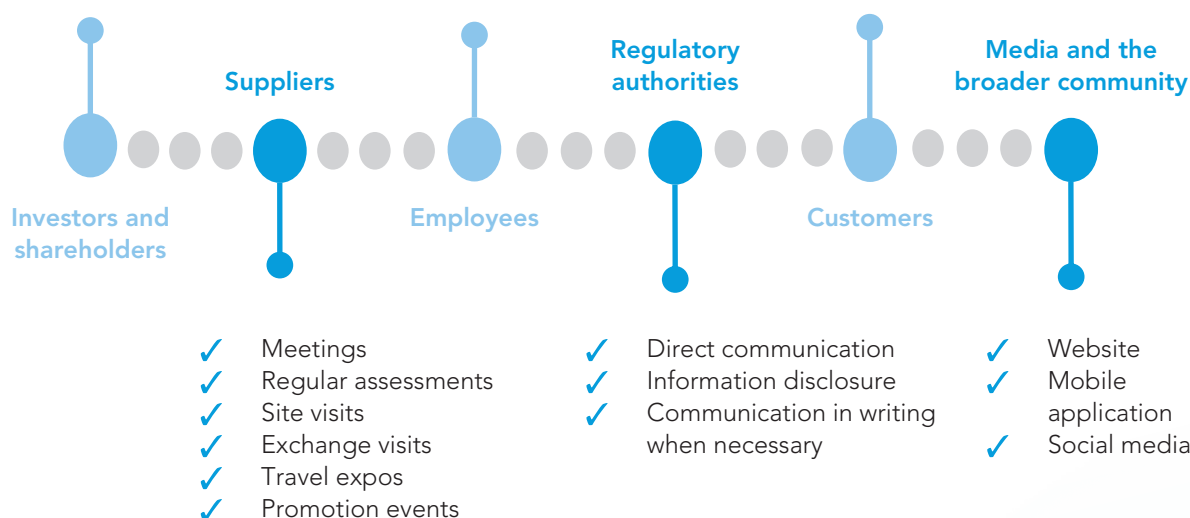 Suppliers
Regulatory
authorities
Media and the
broader community
Investors and
shareholders
Employees
Customers
✓ Meetings
✓ Regular assessments
✓ Site visits
✓ Exchange visits
✓ Travel expos
✓ Promotion events
✓ Direct communication
✓ Information disclosure
✓ Communication in writing
when necessary
✓ Website
✓ Mobile
application
✓ Social media